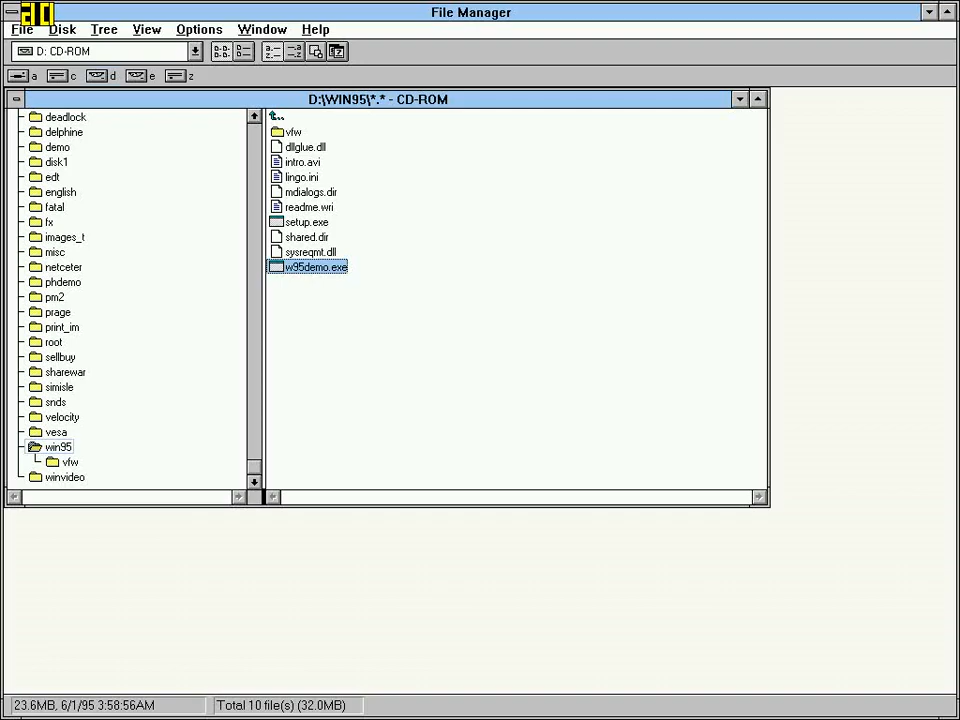 ad
File Manager
File Disk Tree View Options Window Help
D: CD-ROM
a c d e z
D:\WIN95\*.* - CD-ROM
deadlock
delphine
demo
disk1
edt
english
fatal
fx
images_t
misc
netceter
phdemo
pm2
prage
print_im
root
sellbuy
sharewar
simisle
snds
velocity
vesa
win95
vfw
winvideo
vfw
dllglue.dll
intro.avi
lingo.ini
mdialogs.dir
readme.wri
setup.exe
shared.dir
sysreqmt.dll
w95demo.exe
23.6MB, 6/1/95 3:58:56AM
Total 10 file(s) (32.0MB)